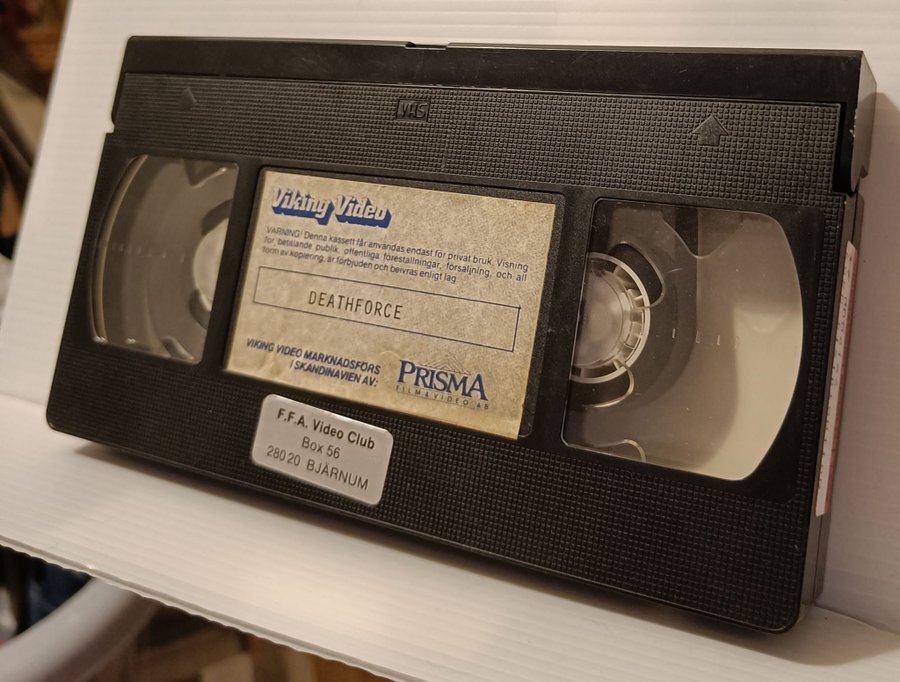 VHS
Viking Video
VARNING! Denna kassett får användas endast för privat bruk. Visning
för, betalande publik, offentliga föreställningar, försäljning, och all
form av kopiering, är förbjuden och beivras enligt lag
DEATHFORCE
VIKING VIDEO MARKNADSFÖRS
I SKANDINAVIEN AV:
PRISMA
FILM & VIDEO AB
F.F.A. Video Club
Box 56
280 20 BJÄRNUM